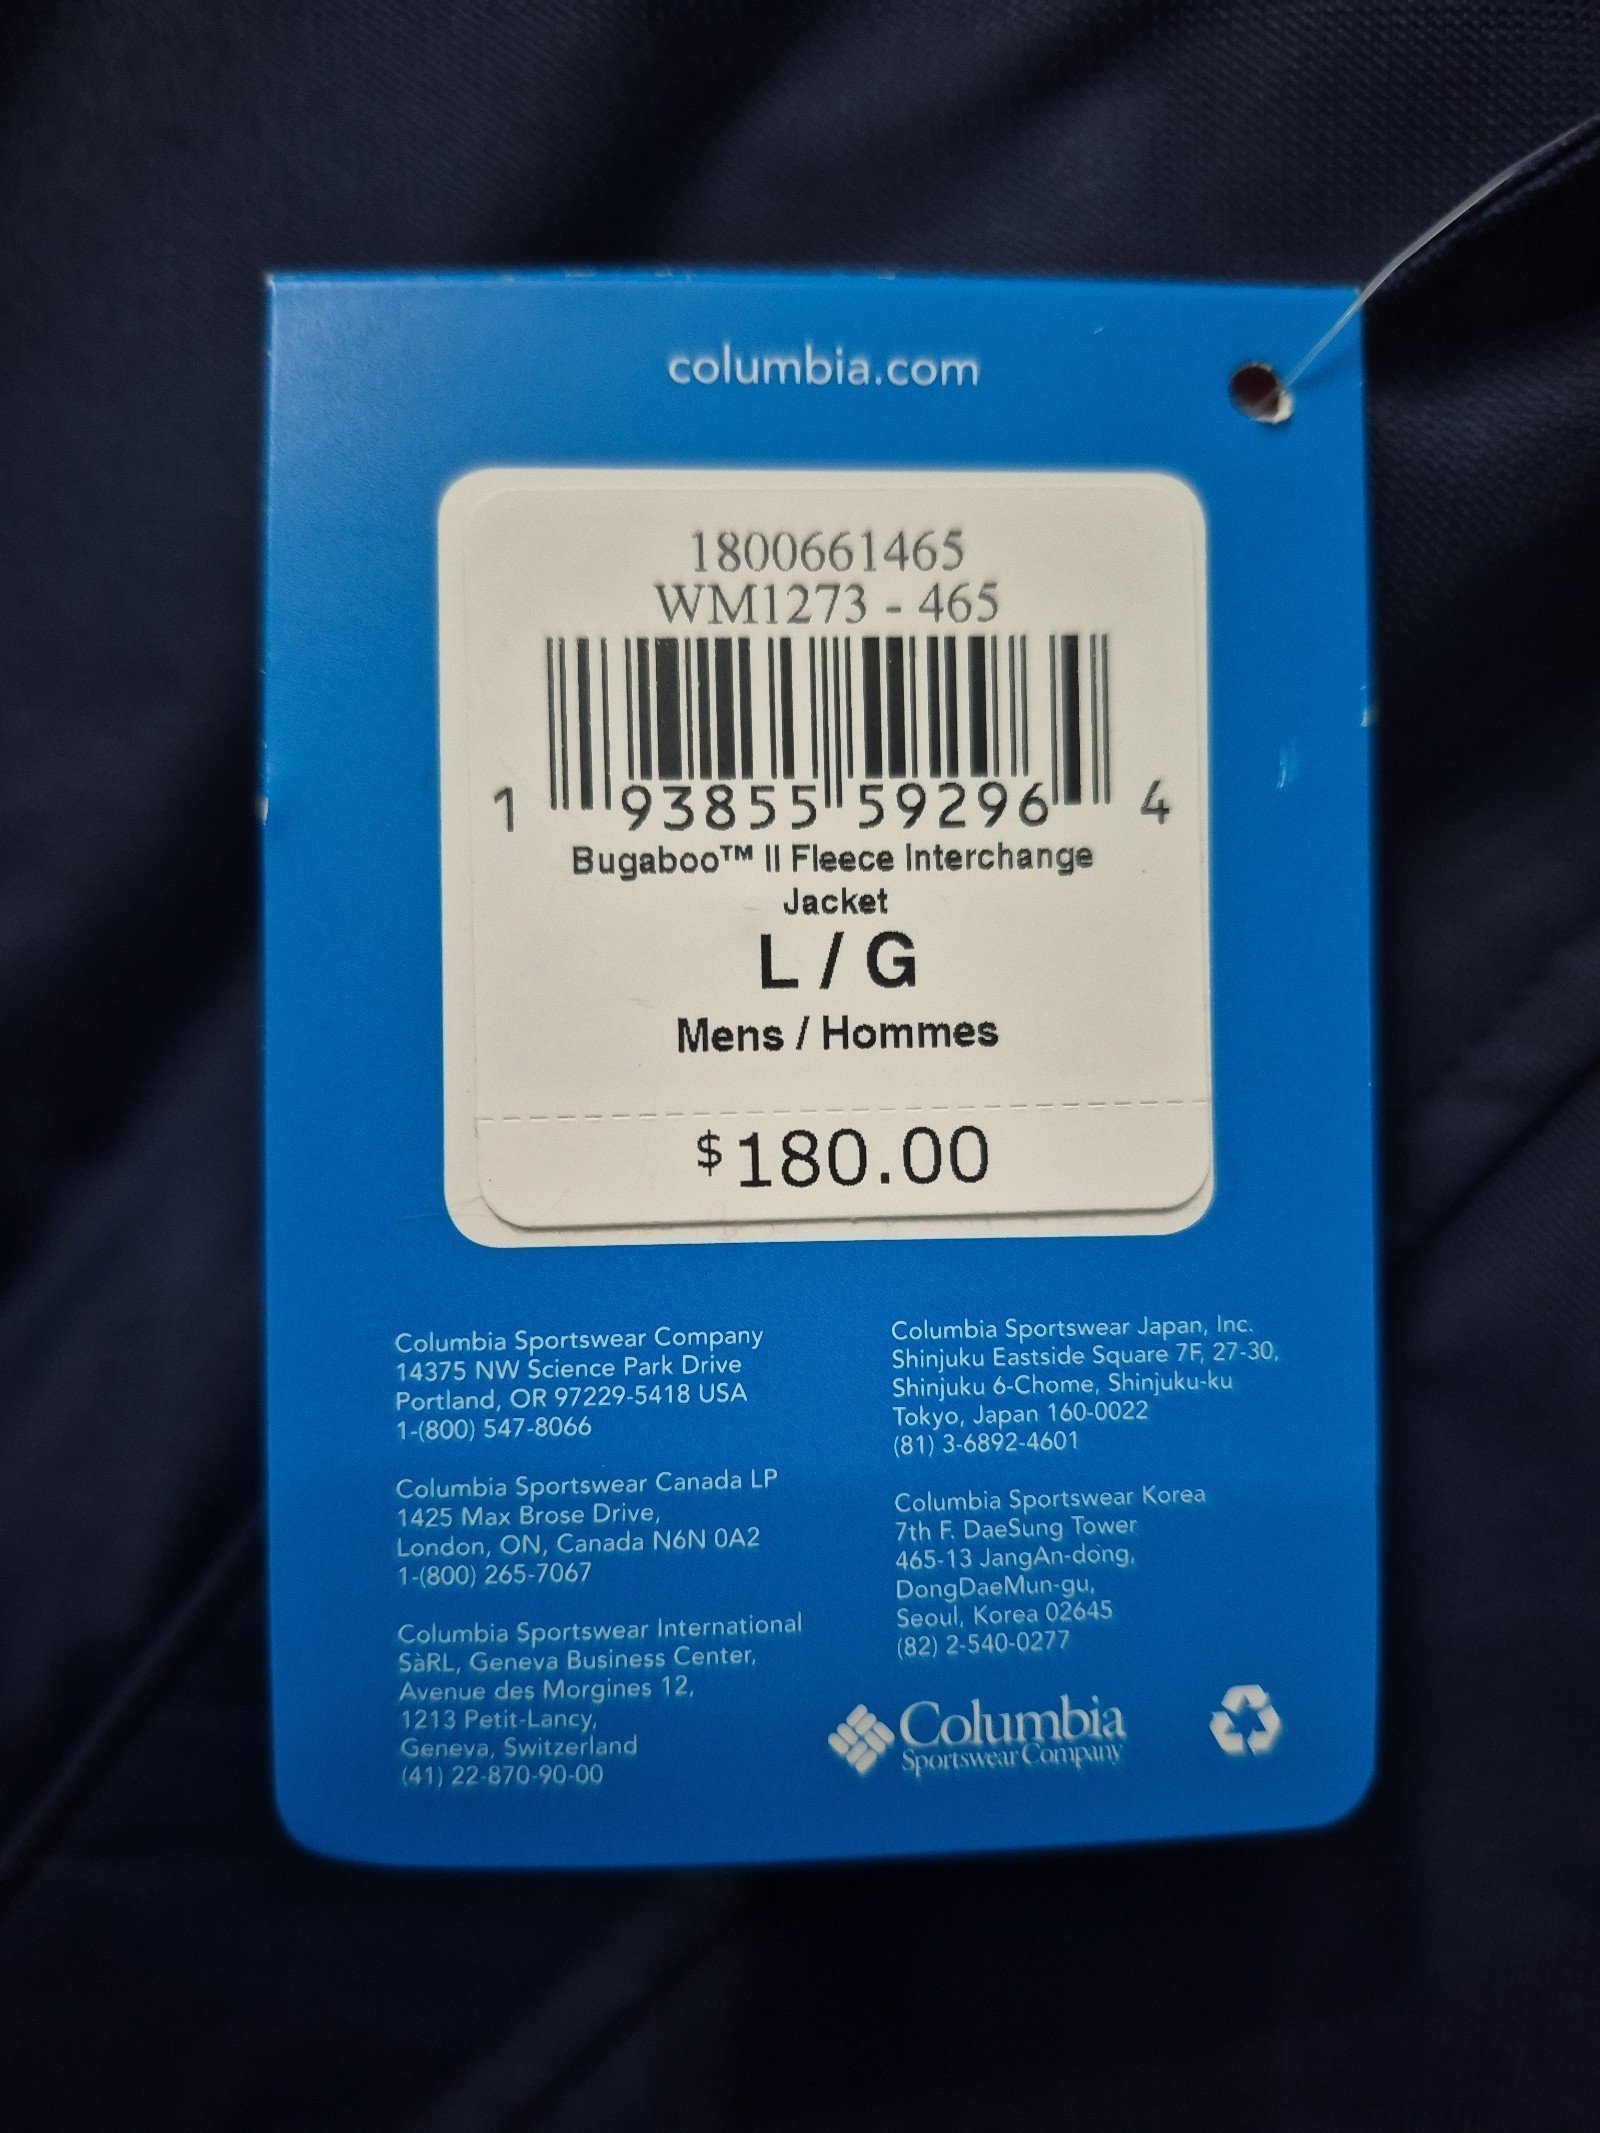 columbia.com
1800661465
WM1273 - 465
1 93855 59296 4
Bugaboo™ II Fleece Interchange
Jacket
L / G
Mens / Hommes
$180.00
Columbia Sportswear Company
14375 NW Science Park Drive
Portland, OR 97229-5418 USA
1-(800) 547-8066
Columbia Sportswear Canada LP
1425 Max Brose Drive,
London, ON, Canada N6N 0A2
1-(800) 265-7067
Columbia Sportswear International
SàRL, Geneva Business Center,
Avenue des Morgines 12,
1213 Petit-Lancy,
Geneva, Switzerland
(41) 22-870-90-00
Columbia Sportswear Japan, Inc.
Shinjuku Eastside Square 7F, 27-30,
Shinjuku 6-Chome, Shinjuku-ku
Tokyo, Japan 160-0022
(81) 3-6892-4601
Columbia Sportswear Korea
7th F. DaeSung Tower
465-13 JangAn-dong,
DongDaeMun-gu,
Seoul, Korea 02645
(82) 2-540-0277
Columbia
Sportswear Company